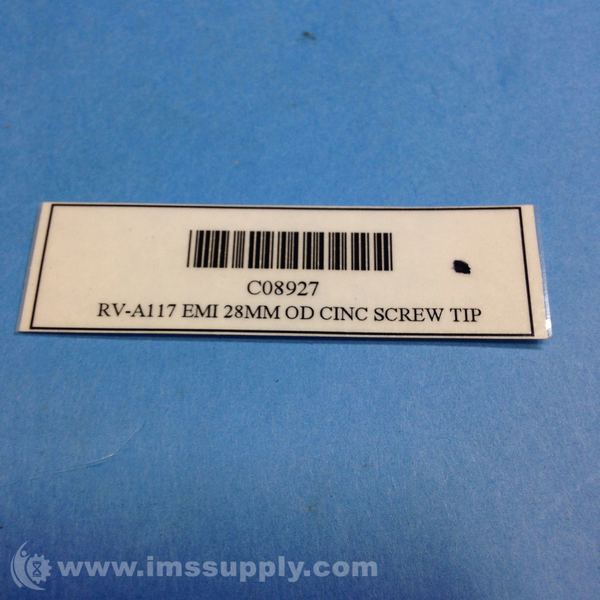 C08927
RV-A117 EMI 28MM OD CINC SCREW TIP
www.imssupply.com